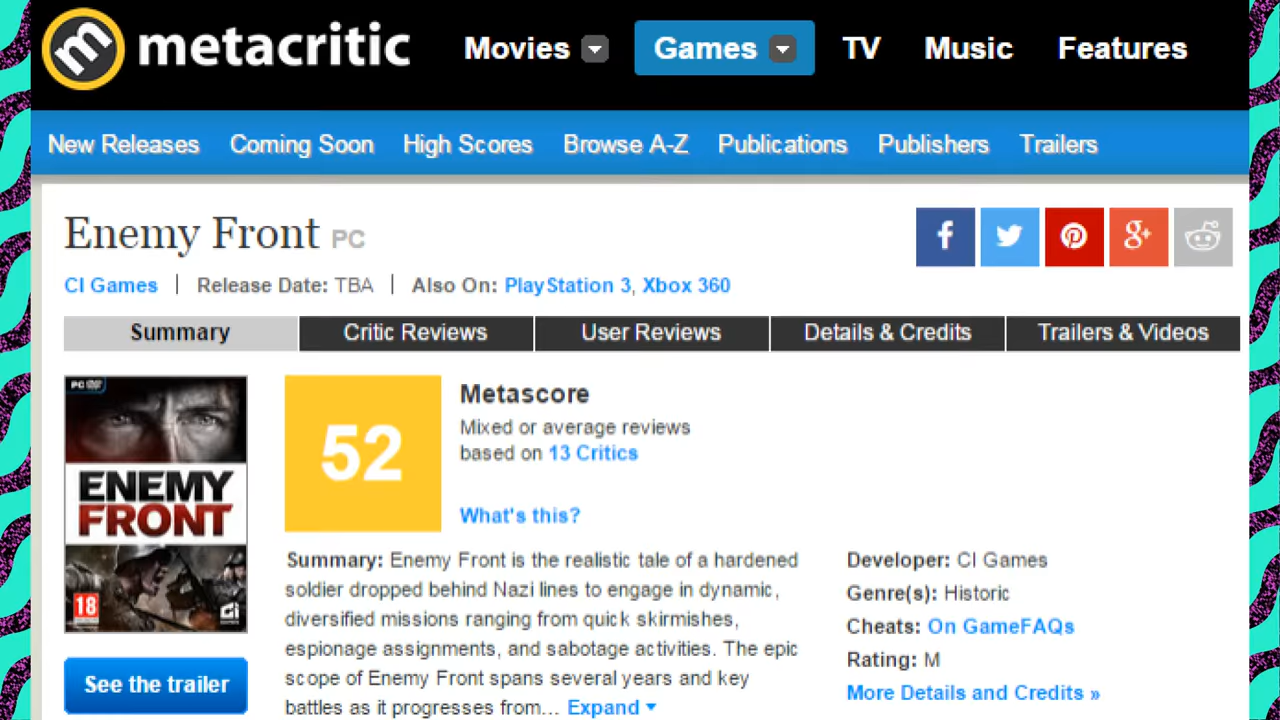 metacritic Movies Games TV Music Features
New Releases Coming Soon High Scores Browse A-Z Publications Publishers Trailers
Enemy Front PC
CI Games | Release Date: TBA | Also On: PlayStation 3, Xbox 360
Summary Critic Reviews User Reviews Details & Credits Trailers & Videos
PC DVD
ENEMY
FRONT
18
CI
GAMES
See the trailer
52
Metascore
Mixed or average reviews
based on 13 Critics
What's this?
Summary: Enemy Front is the realistic tale of a hardened
soldier dropped behind Nazi lines to engage in dynamic,
diversified missions ranging from quick skirmishes,
espionage assignments, and sabotage activities. The epic
scope of Enemy Front spans several years and key
battles as it progresses from... Expand
Developer: CI Games
Genre(s): Historic
Cheats: On GameFAQs
Rating: M
More Details and Credits »